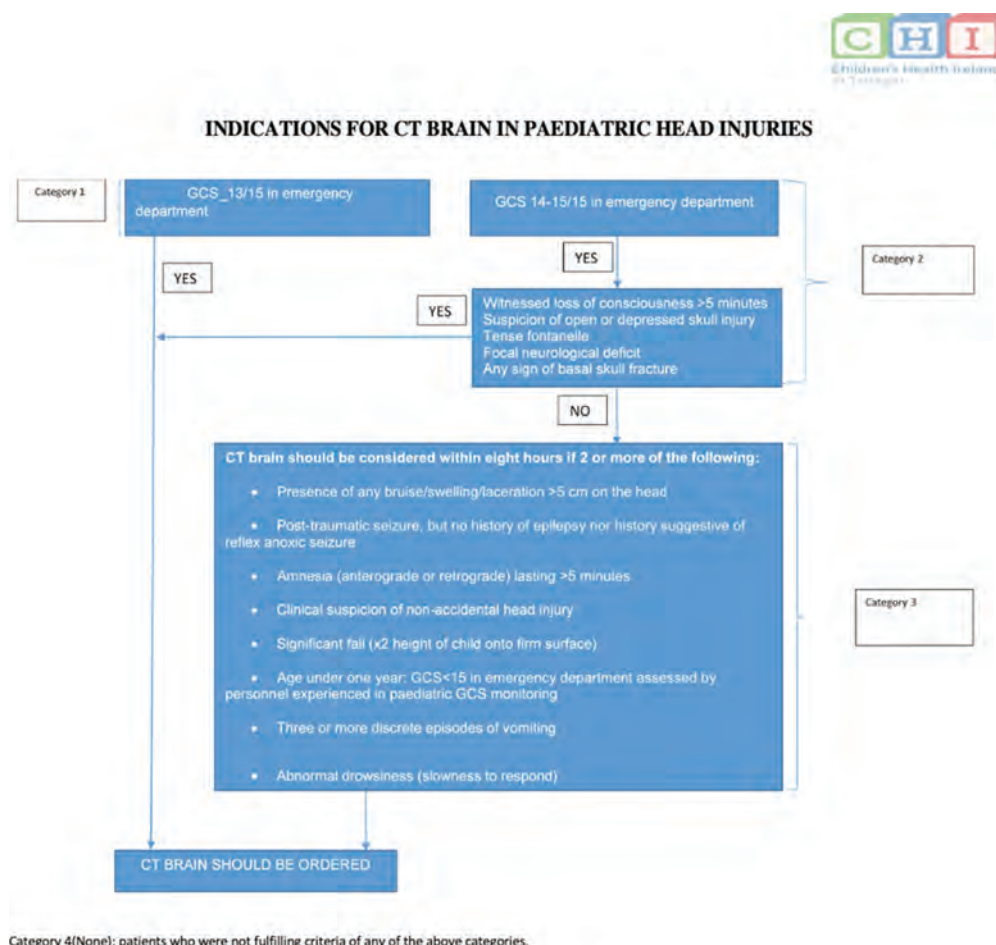 C H I
Children's Health Ireland
INDICATIONS FOR CT BRAIN IN PAEDIATRIC HEAD INJURIES
Category 1
GCS_13/15 in emergency
department
GCS 14-15/15 in emergency department
YES
YES
Category 2
YES
Witnessed loss of consciousness >5 minutes
Suspicion of open or depressed skull injury
Tense fontanelle
Focal neurological deficit
Any sign of basal skull fracture
NO
CT brain should be considered within eight hours if 2 or more of the following:
• Presence of any bruise/swelling/laceration >5 cm on the head
• Post-traumatic seizure, but no history of epilepsy nor history suggestive of
reflex anoxic seizure
• Amnesia (anterograde or retrograde) lasting >5 minutes
• Clinical suspicion of non-accidental head injury
• Significant fall (x2 height of child onto firm surface)
• Age under one year: GCS<15 in emergency department assessed by
personnel experienced in paediatric GCS monitoring
• Three or more discrete episodes of vomiting
• Abnormal drowsiness (slowness to respond)
Category 3
CT BRAIN SHOULD BE ORDERED
Category 4(None): patients who were not fulfilling criteria of any of the above categories.